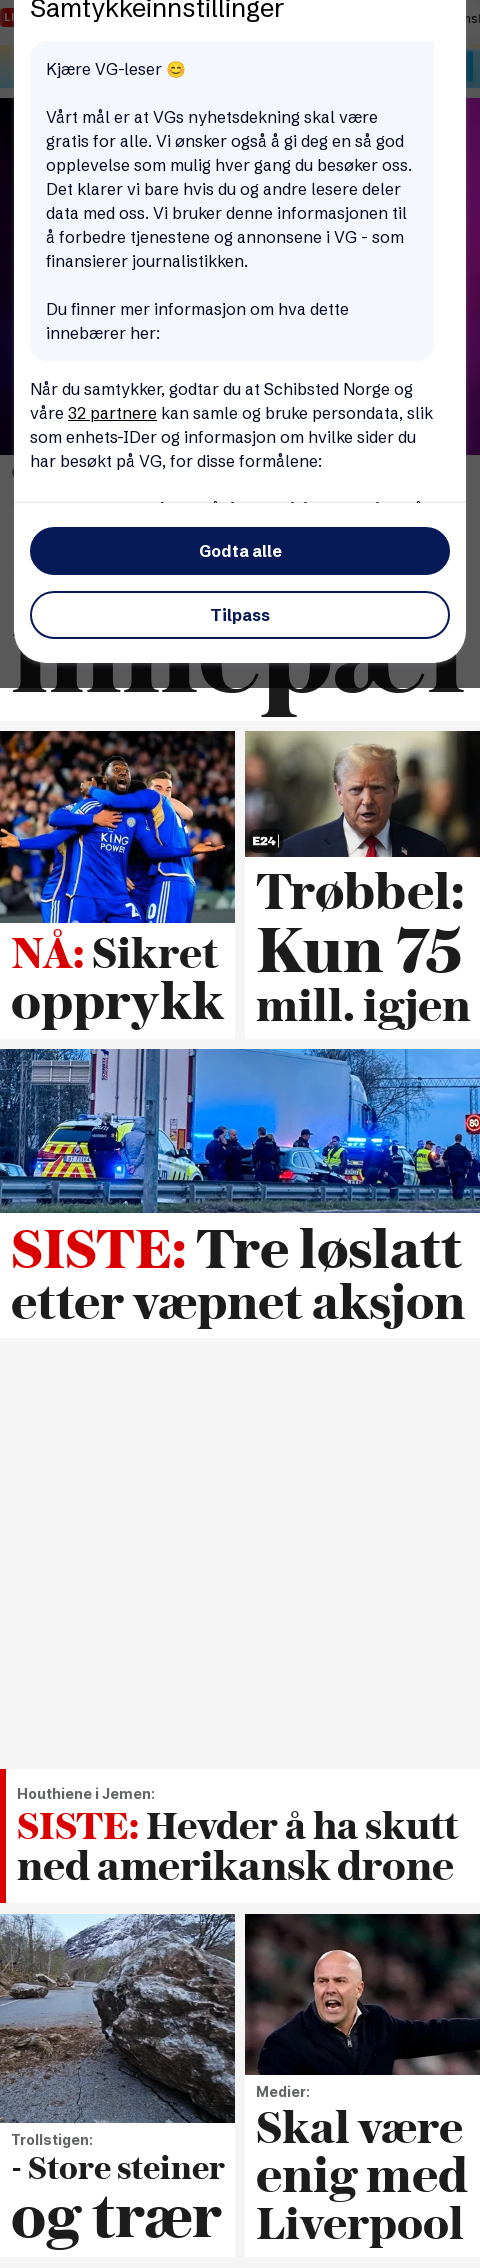 Samtykkeinnstillinger
Kjære VG-leser 😊
Vårt mål er at VGs nyhetsdekning skal være
gratis for alle. Vi ønsker også å gi deg en så god
opplevelse som mulig hver gang du besøker oss.
Det klarer vi bare hvis du og andre lesere deler
data med oss. Vi bruker denne informasjonen til
å forbedre tjenestene og annonsene i VG - som
finansierer journalistikken.
Du finner mer informasjon om hva dette
innebærer her:
Når du samtykker, godtar du at Schibsted Norge og
våre 32 partnere kan samle og bruke persondata, slik
som enhets-IDer og informasjon om hvilke sider du
har besøkt på VG, for disse formålene:
Godta alle
Tilpass
KING
POWER
E24
NÅ: Sikret
opprykk
Trøbbel:
Kun 75
mill. igjen
80
SISTE: Tre løslatt
etter væpnet aksjon
Houthiene i Jemen:
SISTE: Hevder å ha skutt
ned amerikansk drone
Trollstigen:
- Store steiner
og trær
Medier:
Skal være
enig med
Liverpool